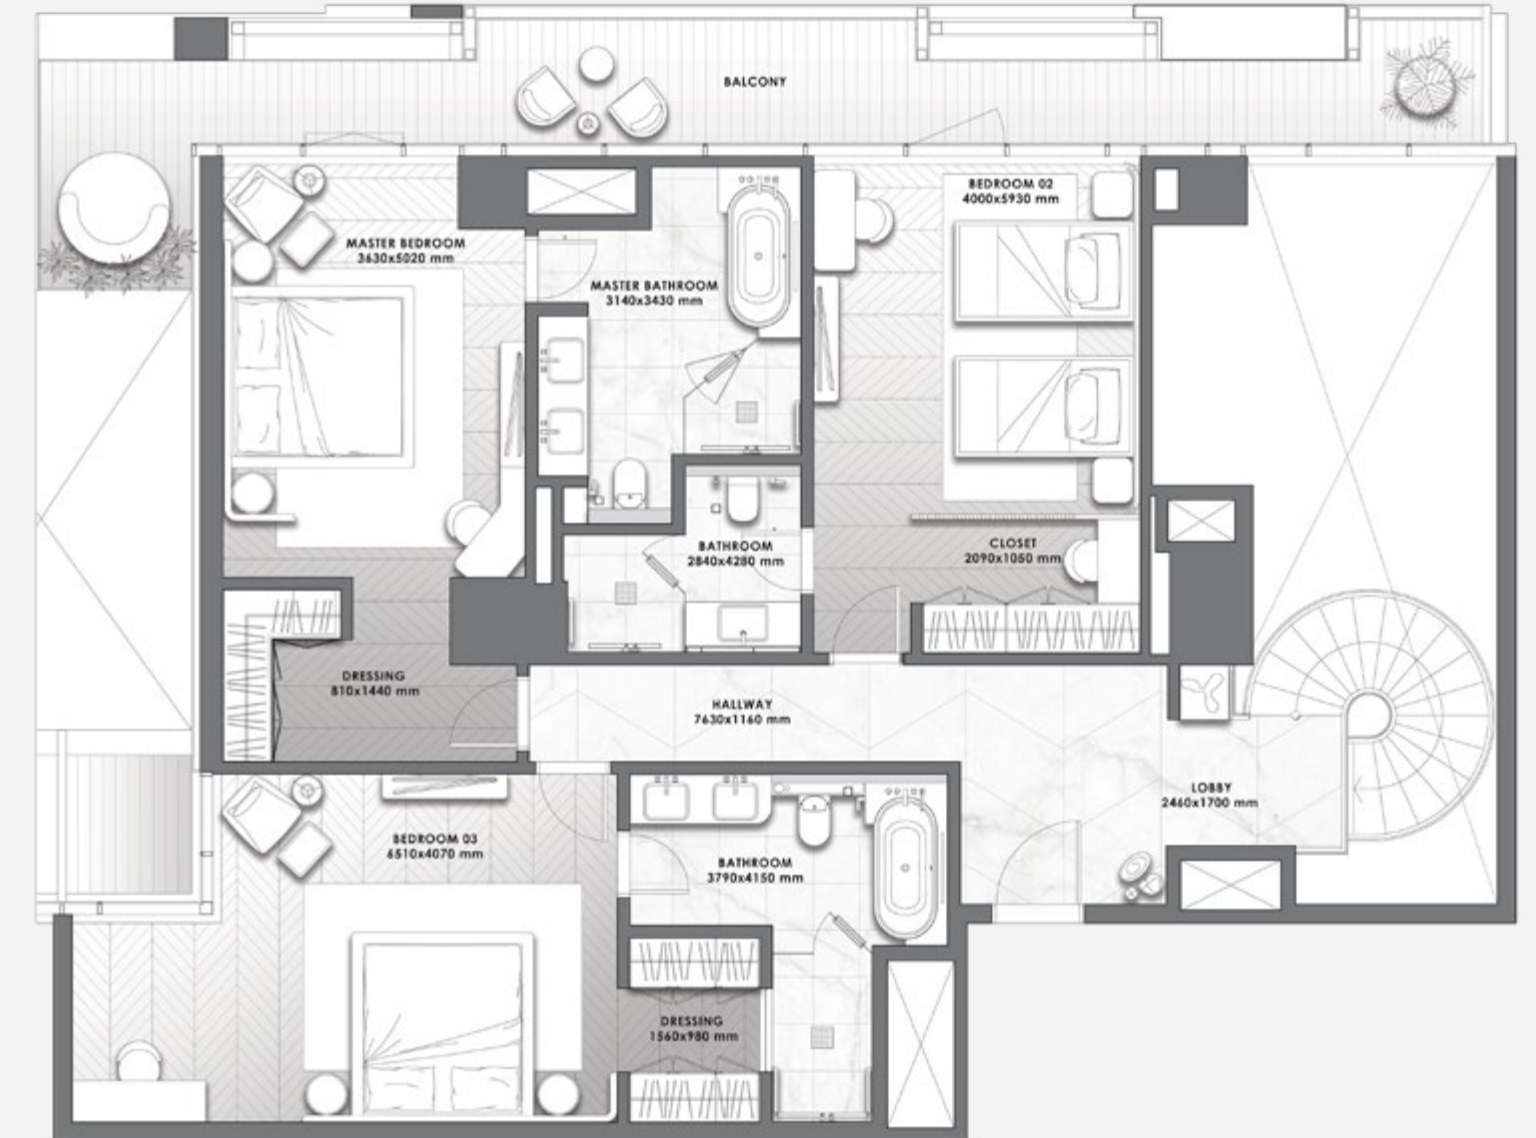 BALCONY
BEDROOM 02
4000x5930 mm
MASTER BEDROOM
3630x5020 mm
MASTER BATHROOM
3140x3430 mm
BATHROOM
2840x4280 mm
CLOSET
2090x1050 mm
DRESSING
810x1440 mm
HALLWAY
7630x1160 mm
LOBBY
2460x1700 mm
BEDROOM 03
6510x4070 mm
BATHROOM
3790x4150 mm
DRESSING
1560x980 mm